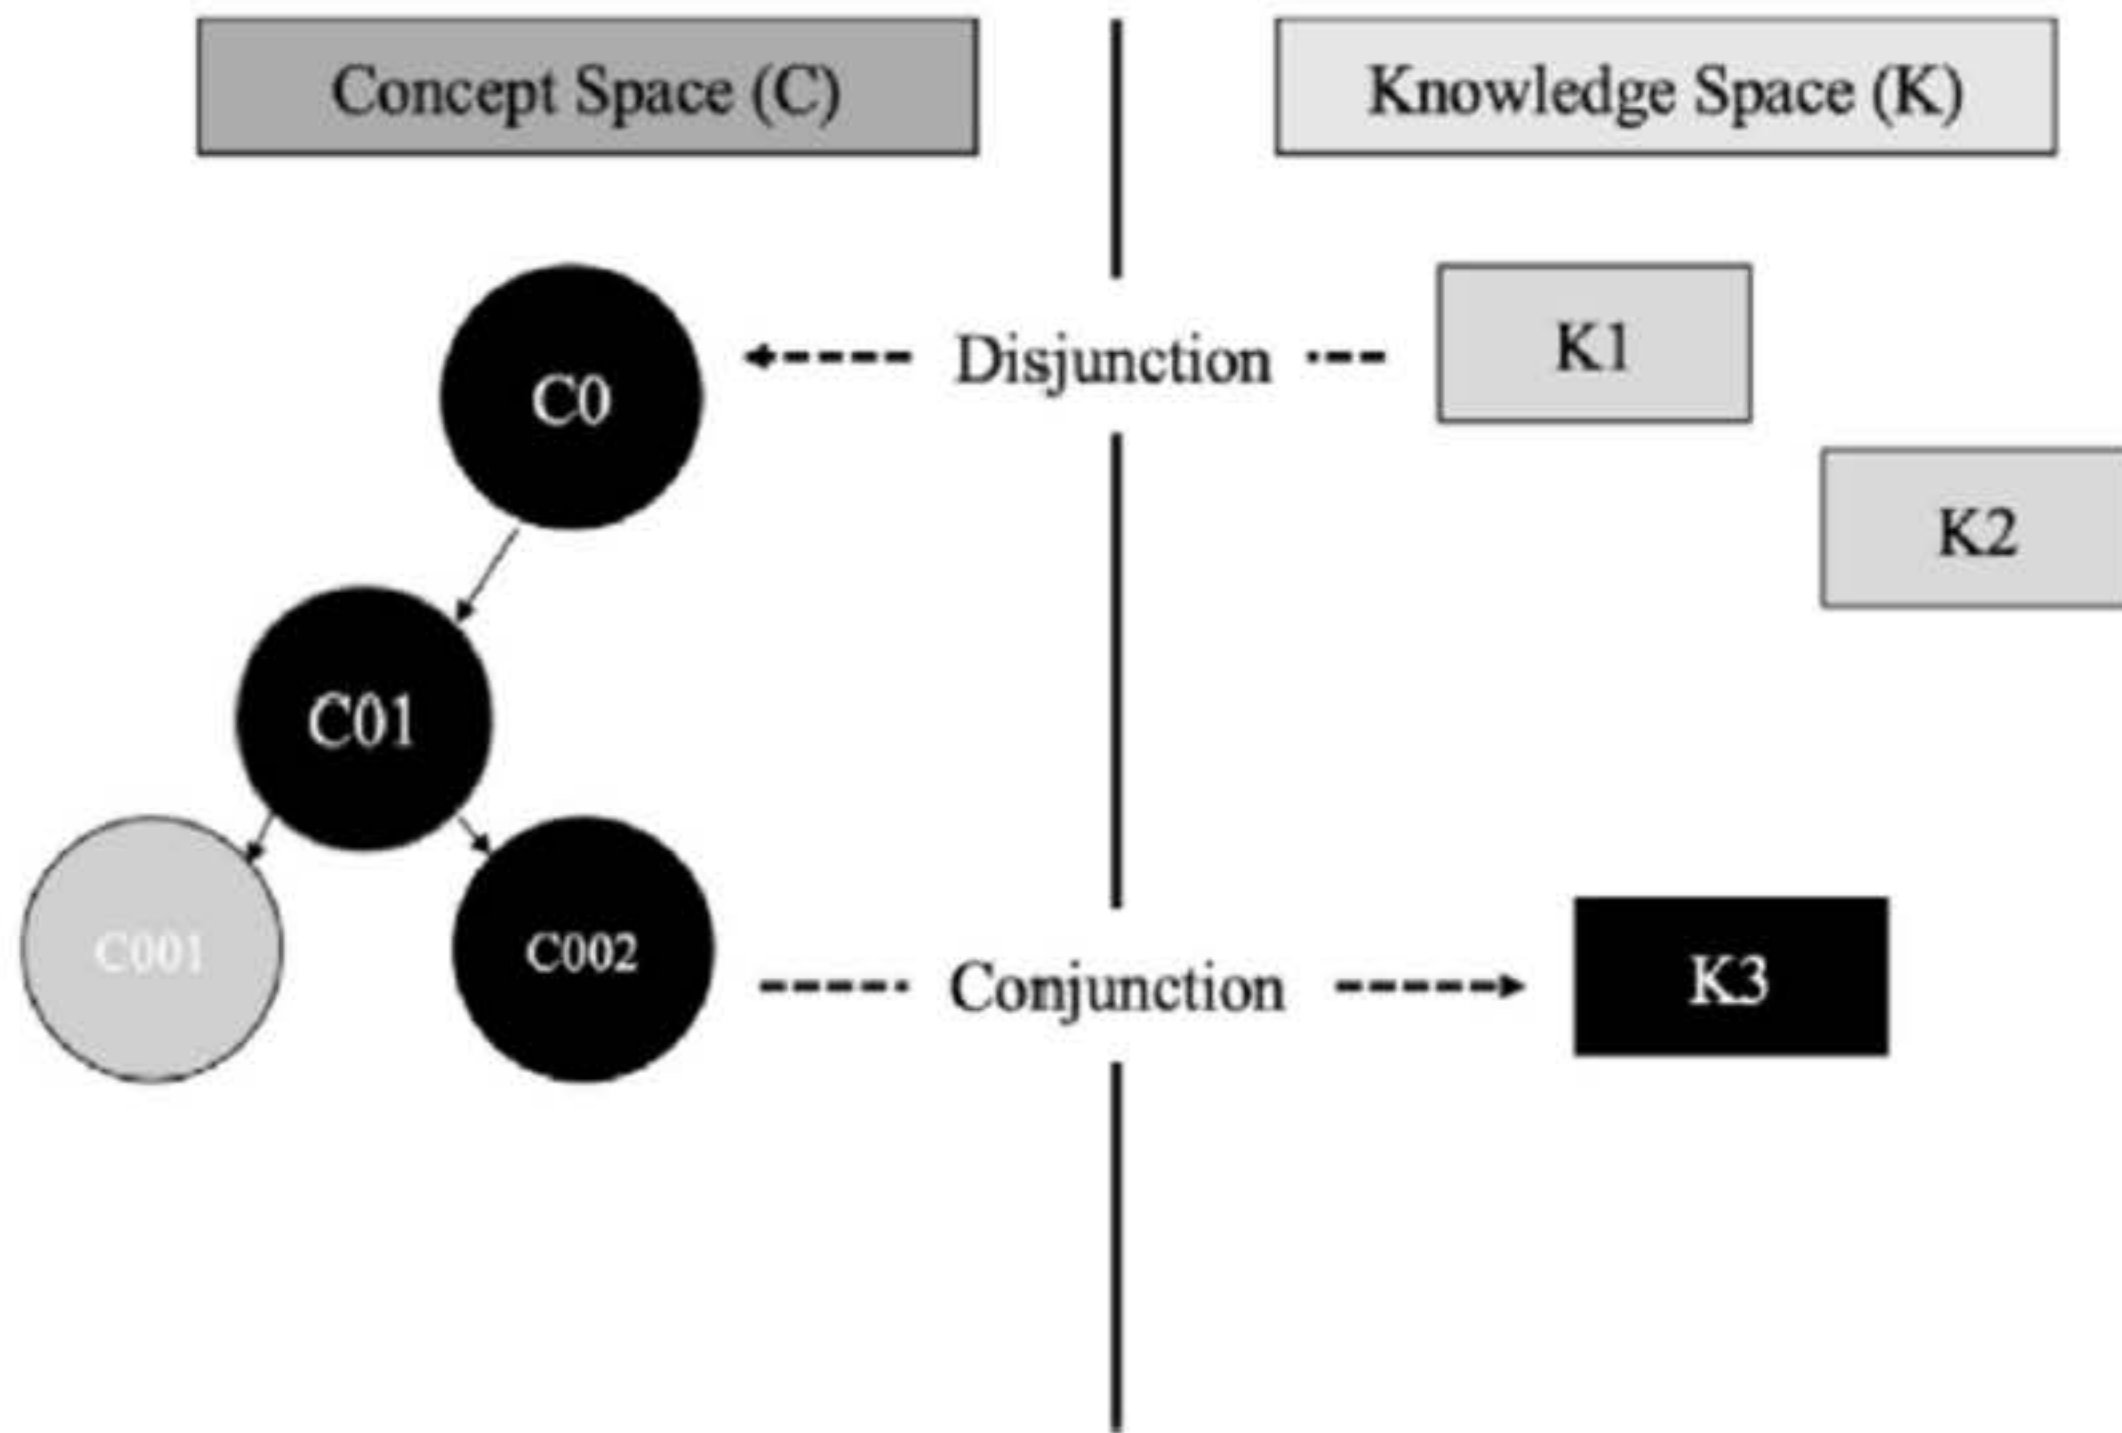 Concept Space (C)
Knowledge Space (K)
C0
Disjunction
K1
K2
C01
C001
C002
Conjunction
K3